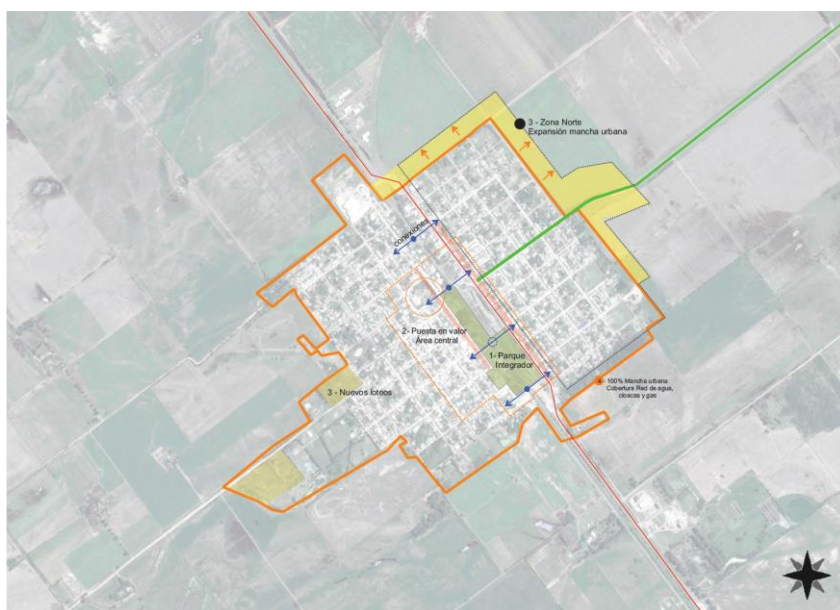 3 - Zona Norte
Expansión mancha urbana
conexiones
2- Puesta en valor
Área central
1- Parque
Integrador
3 - Nuevos loteos
4 - 100% Mancha urbana
Cobertura Red de agua,
cloacas y gas